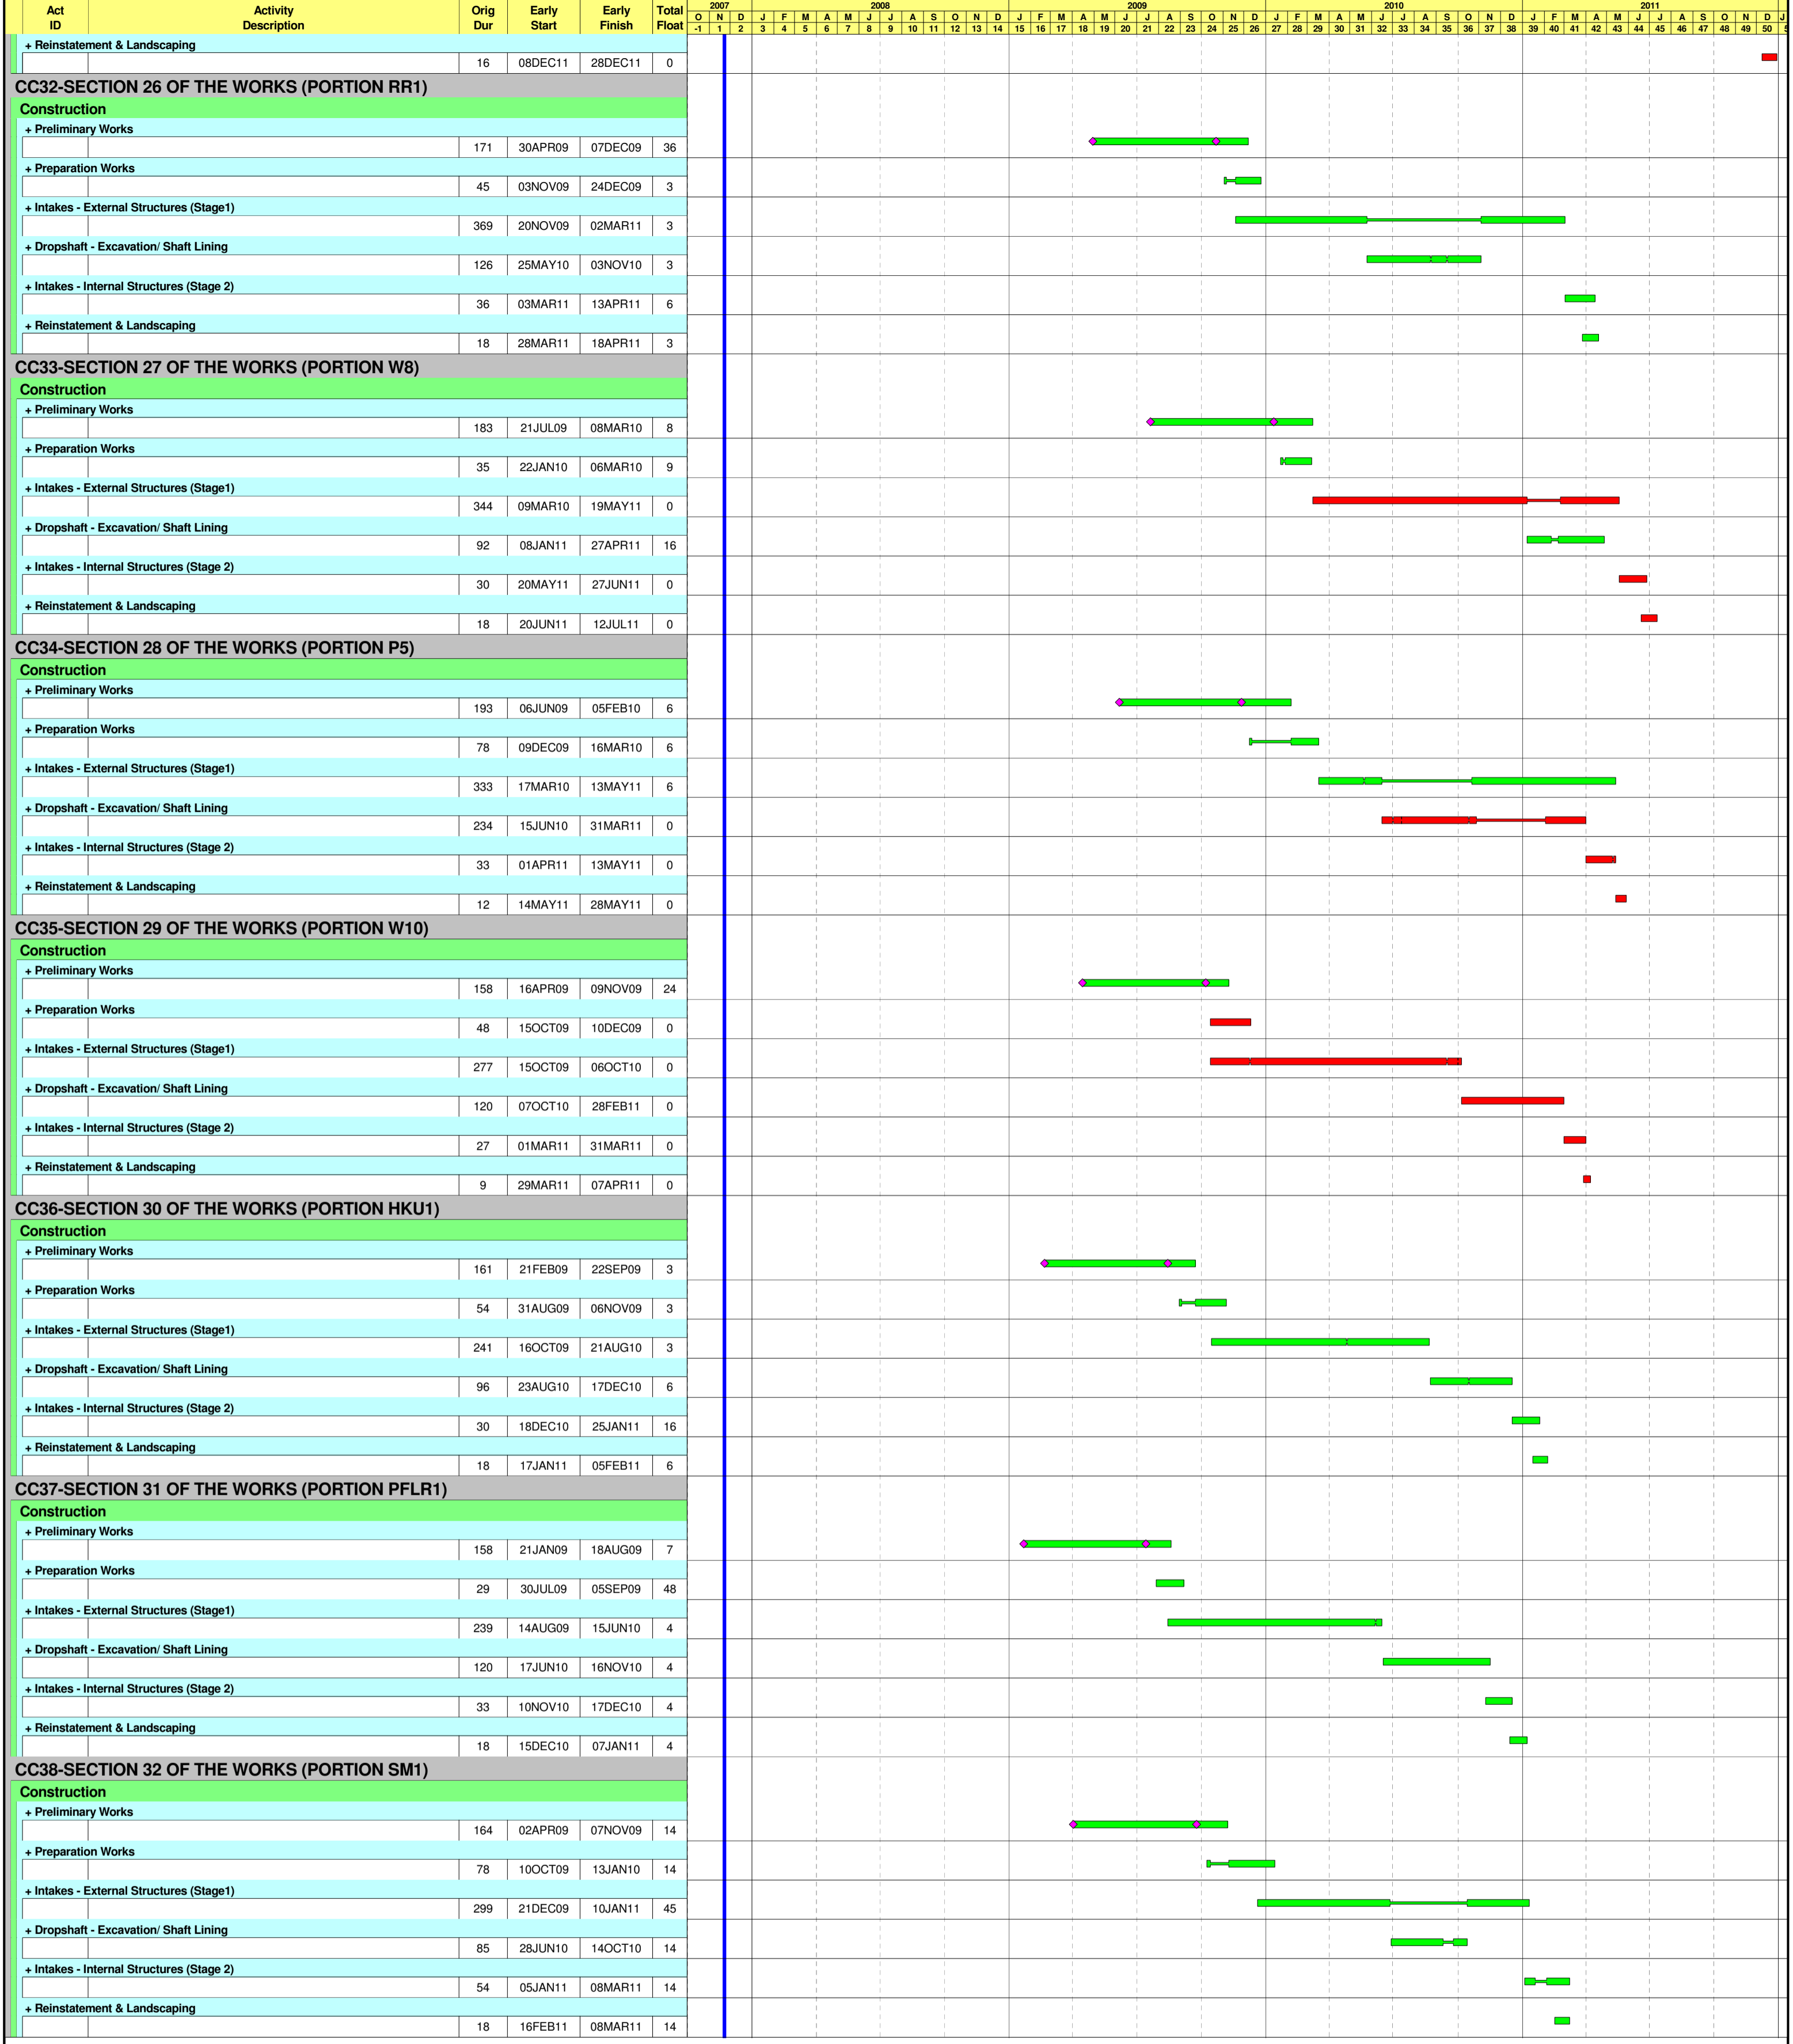 Act Activity Orig Early Early Total 2007 2008 2009 2010 2011
ID Description Dur Start Finish Float O N D J F M A M J J A S O N D J F M A M J J A S O N D J F M A M J J A S O N D J F M A M J J A S O N D J
-1 1 2 3 4 5 6 7 8 9 10 11 12 13 14 15 16 17 18 19 20 21 22 23 24 25 26 27 28 29 30 31 32 33 34 35 36 37 38 39 40 41 42 43 44 45 46 47 48 49 50 5
+ Reinstatement & Landscaping
16 08DEC11 28DEC11 0
CC32-SECTION 26 OF THE WORKS (PORTION RR1)
Construction
+ Preliminary Works
171 30APR09 07DEC09 36
+ Preparation Works
45 03NOV09 24DEC09 3
+ Intakes - External Structures (Stage1)
369 20NOV09 02MAR11 3
+ Dropshaft - Excavation/ Shaft Lining
126 25MAY10 03NOV10 3
+ Intakes - Internal Structures (Stage 2)
36 03MAR11 13APR11 6
+ Reinstatement & Landscaping
18 28MAR11 18APR11 3
CC33-SECTION 27 OF THE WORKS (PORTION W8)
Construction
+ Preliminary Works
183 21JUL09 08MAR10 8
+ Preparation Works
35 22JAN10 06MAR10 9
+ Intakes - External Structures (Stage1)
344 09MAR10 19MAY11 0
+ Dropshaft - Excavation/ Shaft Lining
92 08JAN11 27APR11 16
+ Intakes - Internal Structures (Stage 2)
30 20MAY11 27JUN11 0
+ Reinstatement & Landscaping
18 20JUN11 12JUL11 0
CC34-SECTION 28 OF THE WORKS (PORTION P5)
Construction
+ Preliminary Works
193 06JUN09 05FEB10 6
+ Preparation Works
78 09DEC09 16MAR10 6
+ Intakes - External Structures (Stage1)
333 17MAR10 13MAY11 6
+ Dropshaft - Excavation/ Shaft Lining
234 15JUN10 31MAR11 0
+ Intakes - Internal Structures (Stage 2)
33 01APR11 13MAY11 0
+ Reinstatement & Landscaping
12 14MAY11 28MAY11 0
CC35-SECTION 29 OF THE WORKS (PORTION W10)
Construction
+ Preliminary Works
158 16APR09 09NOV09 24
+ Preparation Works
48 15OCT09 10DEC09 0
+ Intakes - External Structures (Stage1)
277 15OCT09 06OCT10 0
+ Dropshaft - Excavation/ Shaft Lining
120 07OCT10 28FEB11 0
+ Intakes - Internal Structures (Stage 2)
27 01MAR11 31MAR11 0
+ Reinstatement & Landscaping
9 29MAR11 07APR11 0
CC36-SECTION 30 OF THE WORKS (PORTION HKU1)
Construction
+ Preliminary Works
161 21FEB09 22SEP09 3
+ Preparation Works
54 31AUG09 06NOV09 3
+ Intakes - External Structures (Stage1)
241 16OCT09 21AUG10 3
+ Dropshaft - Excavation/ Shaft Lining
96 23AUG10 17DEC10 6
+ Intakes - Internal Structures (Stage 2)
30 18DEC10 25JAN11 16
+ Reinstatement & Landscaping
18 17JAN11 05FEB11 6
CC37-SECTION 31 OF THE WORKS (PORTION PFLR1)
Construction
+ Preliminary Works
158 21JAN09 18AUG09 7
+ Preparation Works
29 30JUL09 05SEP09 48
+ Intakes - External Structures (Stage1)
239 14AUG09 15JUN10 4
+ Dropshaft - Excavation/ Shaft Lining
120 17JUN10 16NOV10 4
+ Intakes - Internal Structures (Stage 2)
33 10NOV10 17DEC10 4
+ Reinstatement & Landscaping
18 15DEC10 07JAN11 4
CC38-SECTION 32 OF THE WORKS (PORTION SM1)
Construction
+ Preliminary Works
164 02APR09 07NOV09 14
+ Preparation Works
78 10OCT09 13JAN10 14
+ Intakes - External Structures (Stage1)
299 21DEC09 10JAN11 45
+ Dropshaft - Excavation/ Shaft Lining
85 28JUN10 14OCT10 14
+ Intakes - Internal Structures (Stage 2)
54 05JAN11 08MAR11 14
+ Reinstatement & Landscaping
18 16FEB11 08MAR11 14